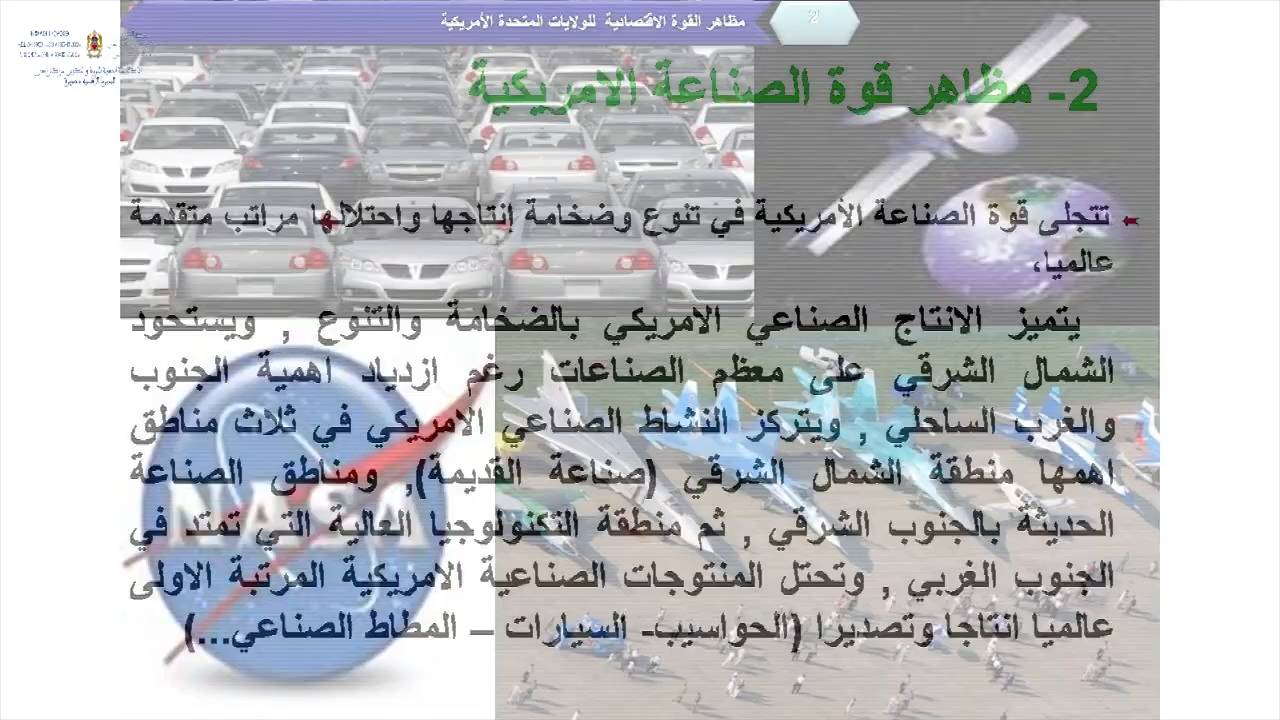 مظاهر القوة الاقتصادية للولايات المتحدة الأمريكية
2
2- مظاهر قوة الصناعة الامريكية
تتجلى قوة الصناعة الأمريكية في تنوع وضخامة إنتاجها واحتلالها مراتب متقدمة
عالميا،
يتميز الانتاج الصناعي الامريكي بالضخامة والتنوع , ويستحود
الشمال الشرقي على معظم الصناعات رغم ازدياد اهمية الجنوب
والغرب الساحلي , ويتركز النشاط الصناعي الامريكي في ثلاث مناطق
اهمها منطقة الشمال الشرقي (صناعة القديمة), ومناطق الصناعة
الحديثة بالجنوب الشرقي , ثم منطقة التكنولوجيا العالية التي تمتد في
الجنوب الغربي , وتحتل المنتوجات الصناعية الامريكية المرتبة الاولى
عالميا انتاجا وتصديرا (الحواسيب- السيارات – المطاط الصناعي...)
NASA